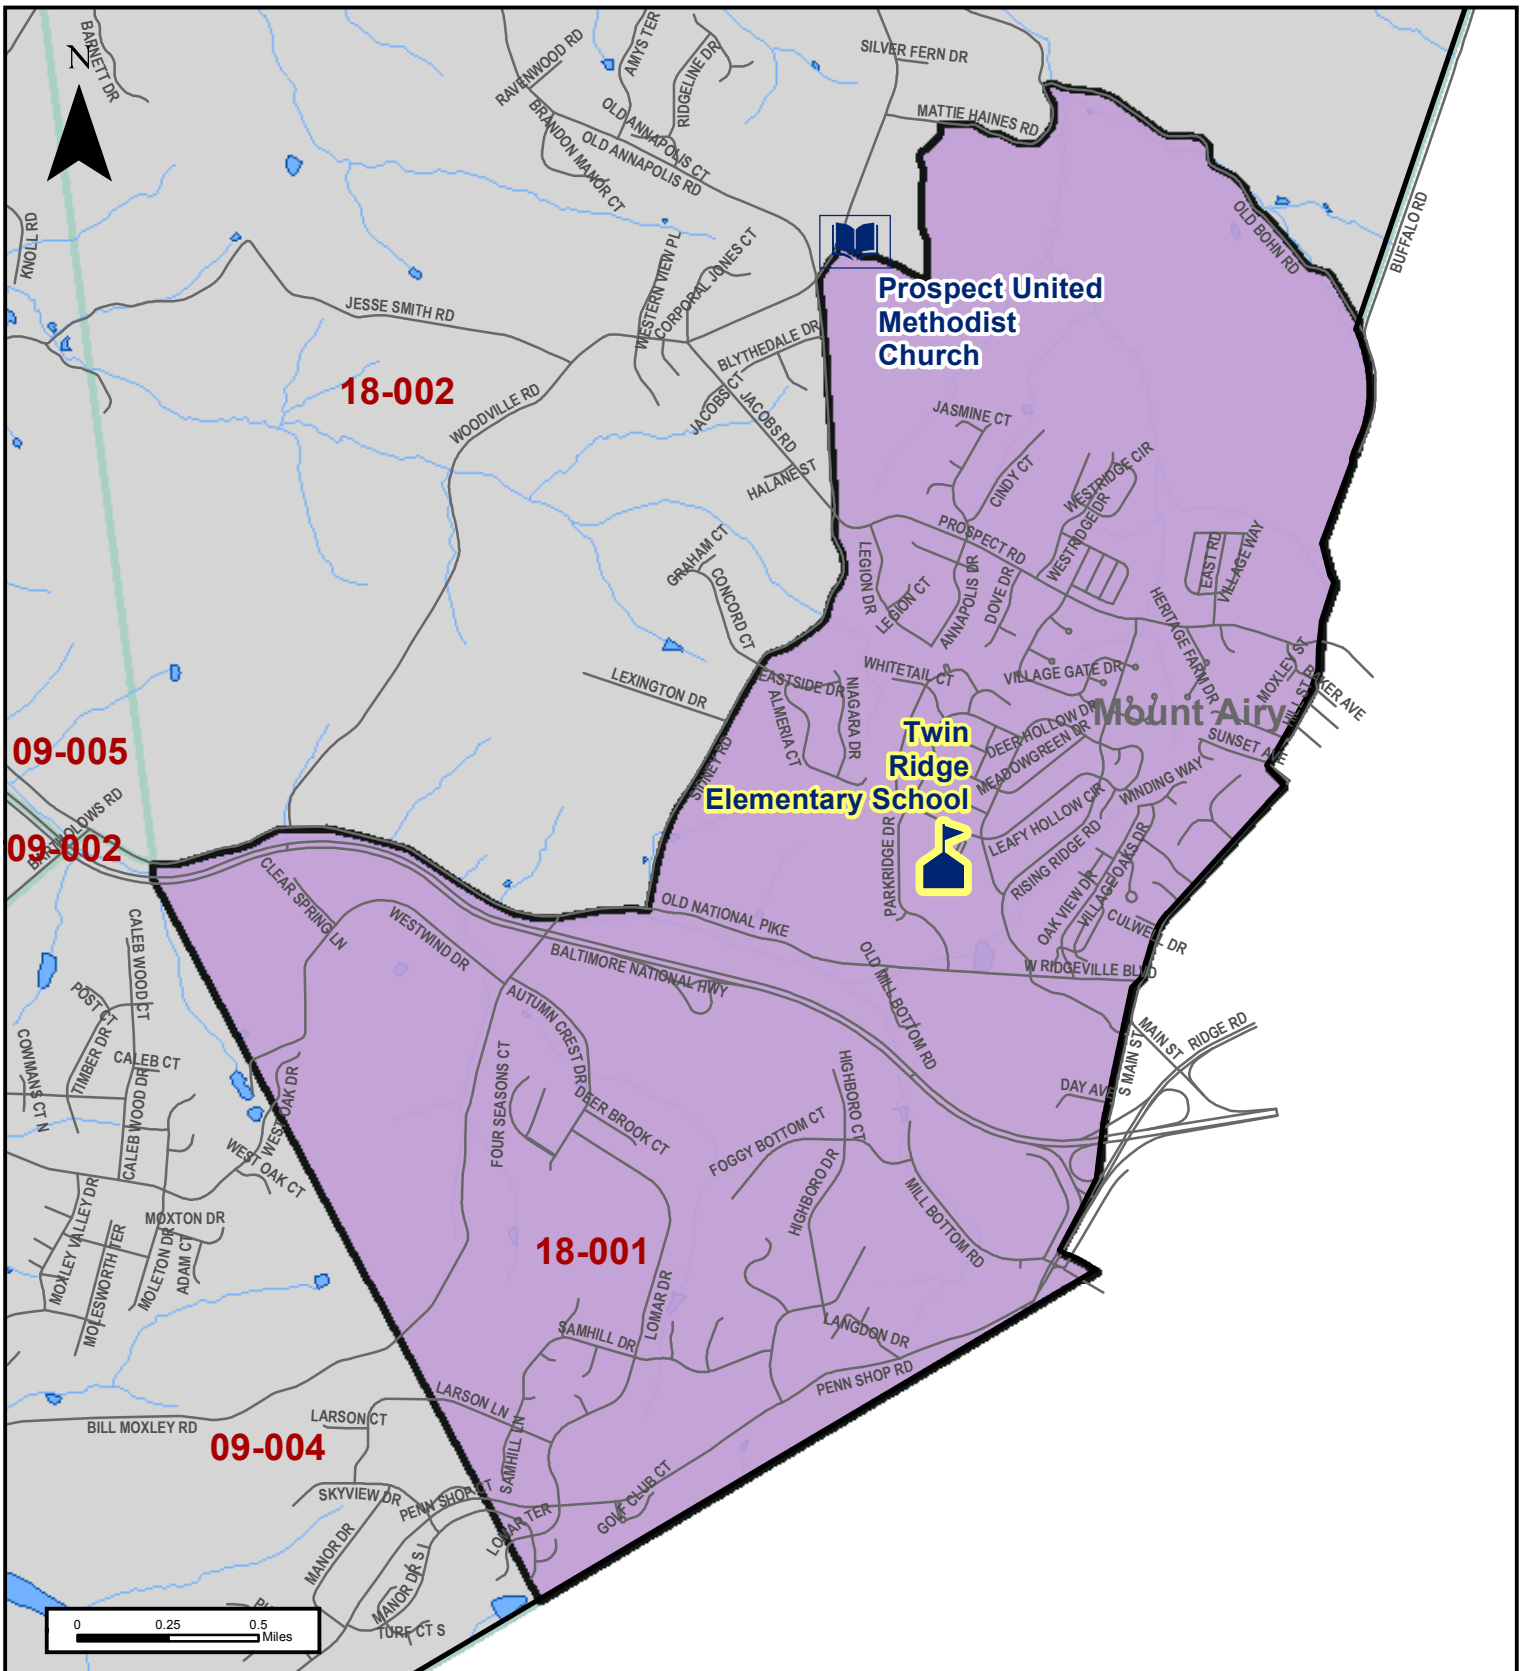 N
BARNETT DR
RAVENWOOD RD
AMYS TER
RIDGELINE DR
SILVER FERN DR
OLD ANNAPOLIS CT
BRANDON MANOR CT
OLD ANNAPOLIS RD
MATTIE HAINES RD
OLD BOHN RD
BUFFALO RD
KNOLL RD
JESSE SMITH RD
WESTERN VIEW PL
CORPORAL JONES CT
BLYTHEDALE DR
Prospect United
Methodist
Church
18-002
WOODVILLE RD
JACOBS CT
JACOBS RD
HALANE ST
JASMINE CT
CINDY CT
WESTRIDGE CIR
WESTRIDGE DR
PROSPECT RD
GRAHAM CT
CONCORD CT
LEGION DR
LEGION CT
ANNAPOLIS DR
DOVE DR
EAST RD
VILLAGE WAY
HERITAGE FARM DR
LEXINGTON DR
EASTSIDE DR
NIAGARA DR
ALMERIA CT
WHITETAIL CT
VILLAGE GATE DR
MOXLEY ST
BAKER AVE
HILL ST
Mount Airy
SUNSET AVE
DEER HOLLOW DR
MEADOWGREEN DR
Twin
Ridge
Elementary School
SIDNEY RD
WINDING WAY
LEAFY HOLLOW CIR
RISING RIDGE RD
PARKRIDGE DR
OAK VIEW DR
VILLAGE OAKS DR
CULWELL DR
09-005
BARTHOLOWS RD
09-002
CLEAR SPRING LN
WESTWIND DR
OLD NATIONAL PIKE
BALTIMORE NATIONAL HWY
OLD MILL BOTTOM RD
W RIDGEVILLE BLVD
CALEB WOOD CT
POST CT
TIMBER DR
CALEB CT
COWMANS CT N
CALEB WOOD DR
WEST OAK DR
WEST OAK CT
AUTUMN CREST DR
FOUR SEASONS CT
DEER BROOK CT
HIGHBORO CT
FOGGY BOTTOM CT
HIGHBORO DR
MILL BOTTOM RD
DAY AVE
S MAIN ST
MAIN ST
RIDGE RD
MOXLEY VALLEY DR
MOLESWORTH TER
MOXTON DR
MOLETON DR
ADAM CT
18-001
LOMAR DR
SAMHILL DR
LANGDON DR
PENN SHOP RD
BILL MOXLEY RD
LARSON CT
LARSON LN
09-004
SAMHILL LN
SKYVIEW DR
PENN SHOP CT
LOMAR TER
GOLF CLUB CT
MANOR DR
MANOR DR S
TURF CT S
0 0.25 0.5
Miles